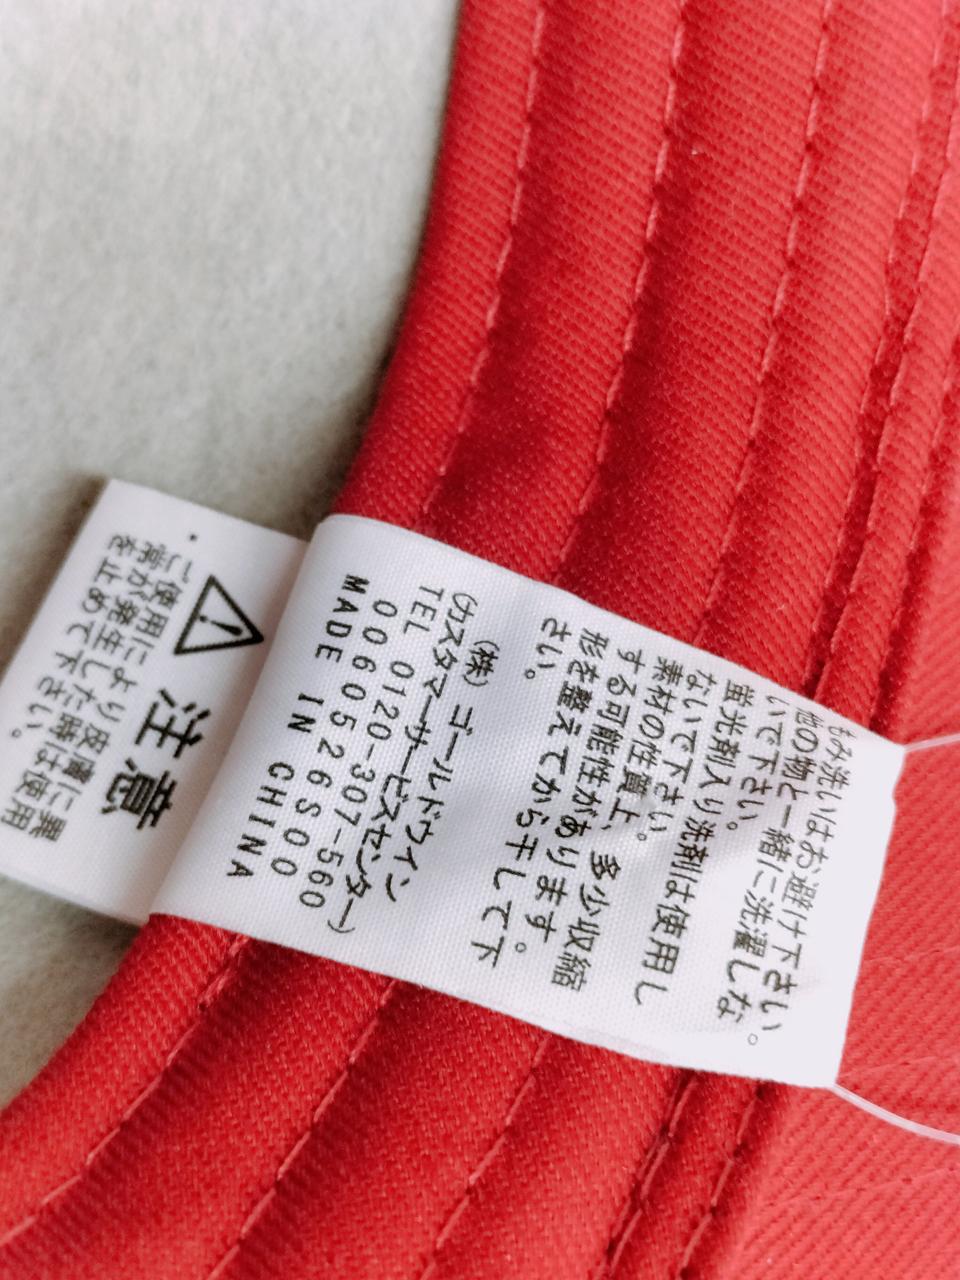 もみ洗いはお避け下さい。
他の物と一緒に洗濯しな
いで下さい。
蛍光剤入り洗剤は使用し
ないで下さい。
素材の性質上、多少収縮
する可能性があります。
形を整えてから干して下
さい。
(株)ゴールドウイン
(カスタマーサービスセンター)
TEL 0120-307-560
0060526S00
MADE IN CHINA
注意
・ご使用により皮膚に異
常が発生した時は使用
を止めて下さい。